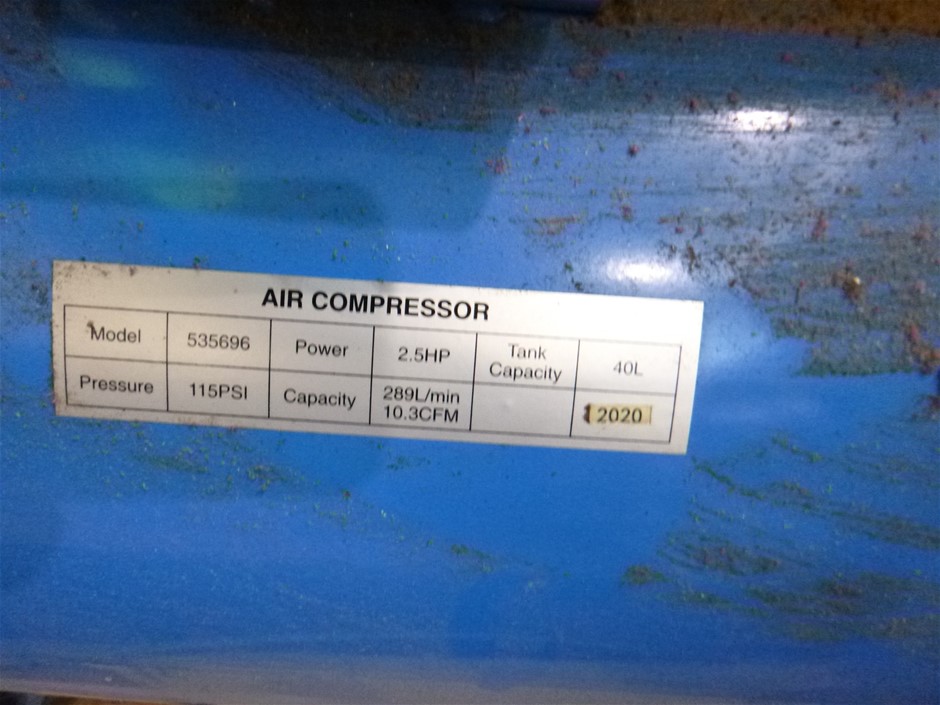 AIR COMPRESSOR
Model 535696 Power 2.5HP Tank Capacity 40L
Pressure 115PSI Capacity 289L/min 10.3CFM 2020